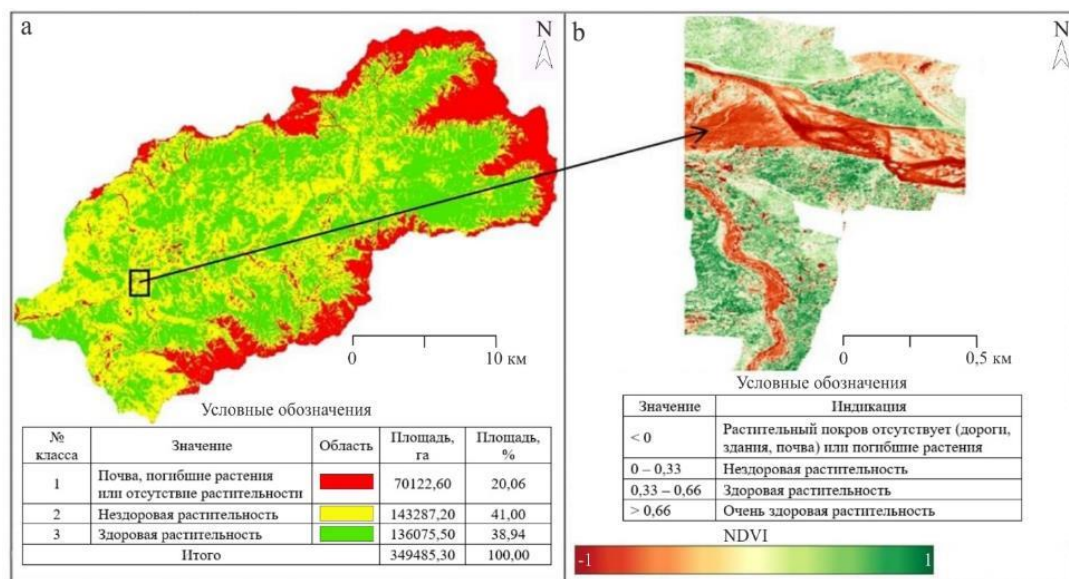 a
N
0 10 км
Условные обозначения
№ класса Значение Область Площадь, га Площадь, %
1 Почва, погибшие растения или отсутствие растительности 70122,60 20,06
2 Нездоровая растительность 143287,20 41,00
3 Здоровая растительность 136075,50 38,94
Итого 349485,30 100,00
b
N
0 0,5 км
Условные обозначения
Значение Индикация
< 0 Растительный покров отсутствует (дороги, здания, почва) или погибшие растения
0 – 0,33 Нездоровая растительность
0,33 – 0,66 Здоровая растительность
> 0,66 Очень здоровая растительность
NDVI
-1 1